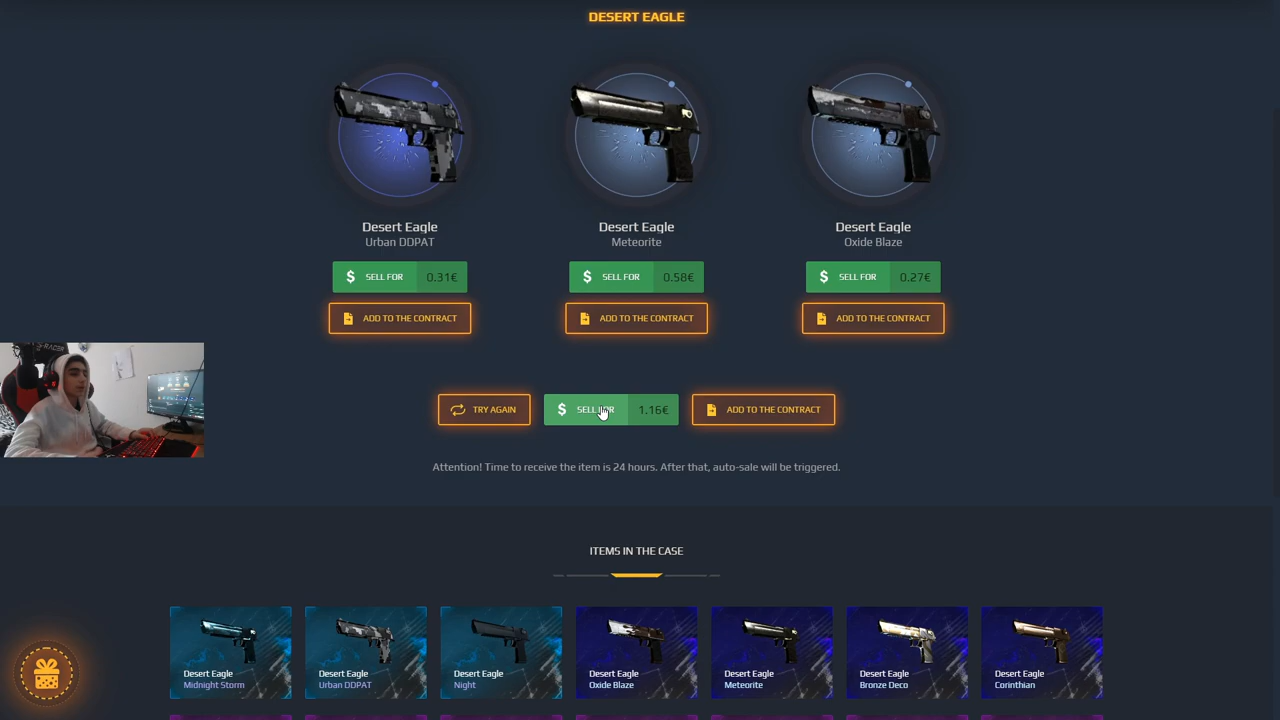 DESERT EAGLE
Desert Eagle
Urban DDPAT
$ SELL FOR 0.31€
ADD TO THE CONTRACT
Desert Eagle
Meteorite
$ SELL FOR 0.58€
ADD TO THE CONTRACT
Desert Eagle
Oxide Blaze
$ SELL FOR 0.27€
ADD TO THE CONTRACT
TRY AGAIN
$ SELL FOR 1.16€
ADD TO THE CONTRACT
Attention! Time to receive the item is 24 hours. After that, auto-sale will be triggered.
ITEMS IN THE CASE
Desert Eagle
Midnight Storm
Desert Eagle
Urban DDPAT
Desert Eagle
Night
Desert Eagle
Oxide Blaze
Desert Eagle
Meteorite
Desert Eagle
Bronze Deco
Desert Eagle
Corinthian